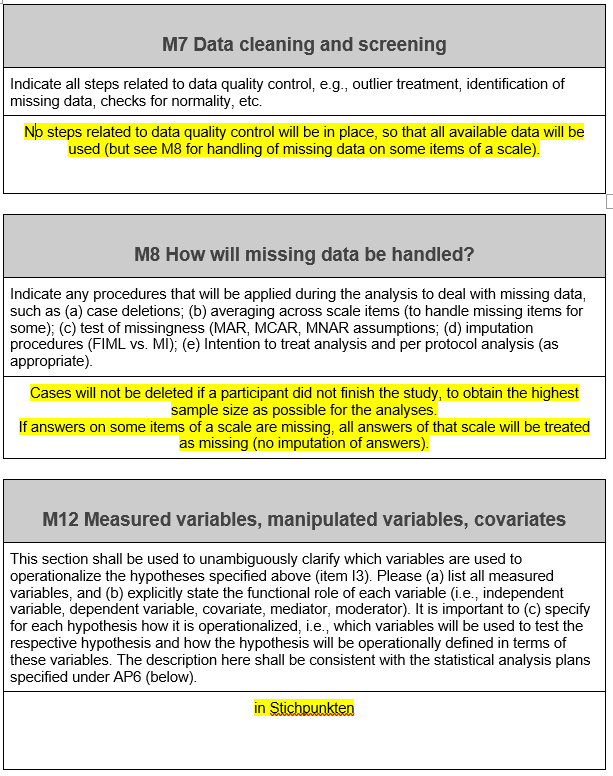 M7 Data cleaning and screening
Indicate all steps related to data quality control, e.g., outlier treatment, identification of
missing data, checks for normality, etc.
No steps related to data quality control will be in place, so that all available data will be
used (but see M8 for handling of missing data on some items of a scale).
M8 How will missing data be handled?
Indicate any procedures that will be applied during the analysis to deal with missing data,
such as (a) case deletions; (b) averaging across scale items (to handle missing items for
some); (c) test of missingness (MAR, MCAR, MNAR assumptions; (d) imputation
procedures (FIML vs. MI); (e) Intention to treat analysis and per protocol analysis (as
appropriate).
Cases will not be deleted if a participant did not finish the study, to obtain the highest
sample size as possible for the analyses.
If answers on some items of a scale are missing, all answers of that scale will be treated
as missing (no imputation of answers).
M12 Measured variables, manipulated variables, covariates
This section shall be used to unambiguously clarify which variables are used to
operationalize the hypotheses specified above (item I3). Please (a) list all measured
variables, and (b) explicitly state the functional role of each variable (i.e., independent
variable, dependent variable, covariate, mediator, moderator). It is important to (c) specify
for each hypothesis how it is operationalized, i.e., which variables will be used to test the
respective hypothesis and how the hypothesis will be operationally defined in terms of
these variables. The description here shall be consistent with the statistical analysis plans
specified under AP6 (below).
in Stichpunkten